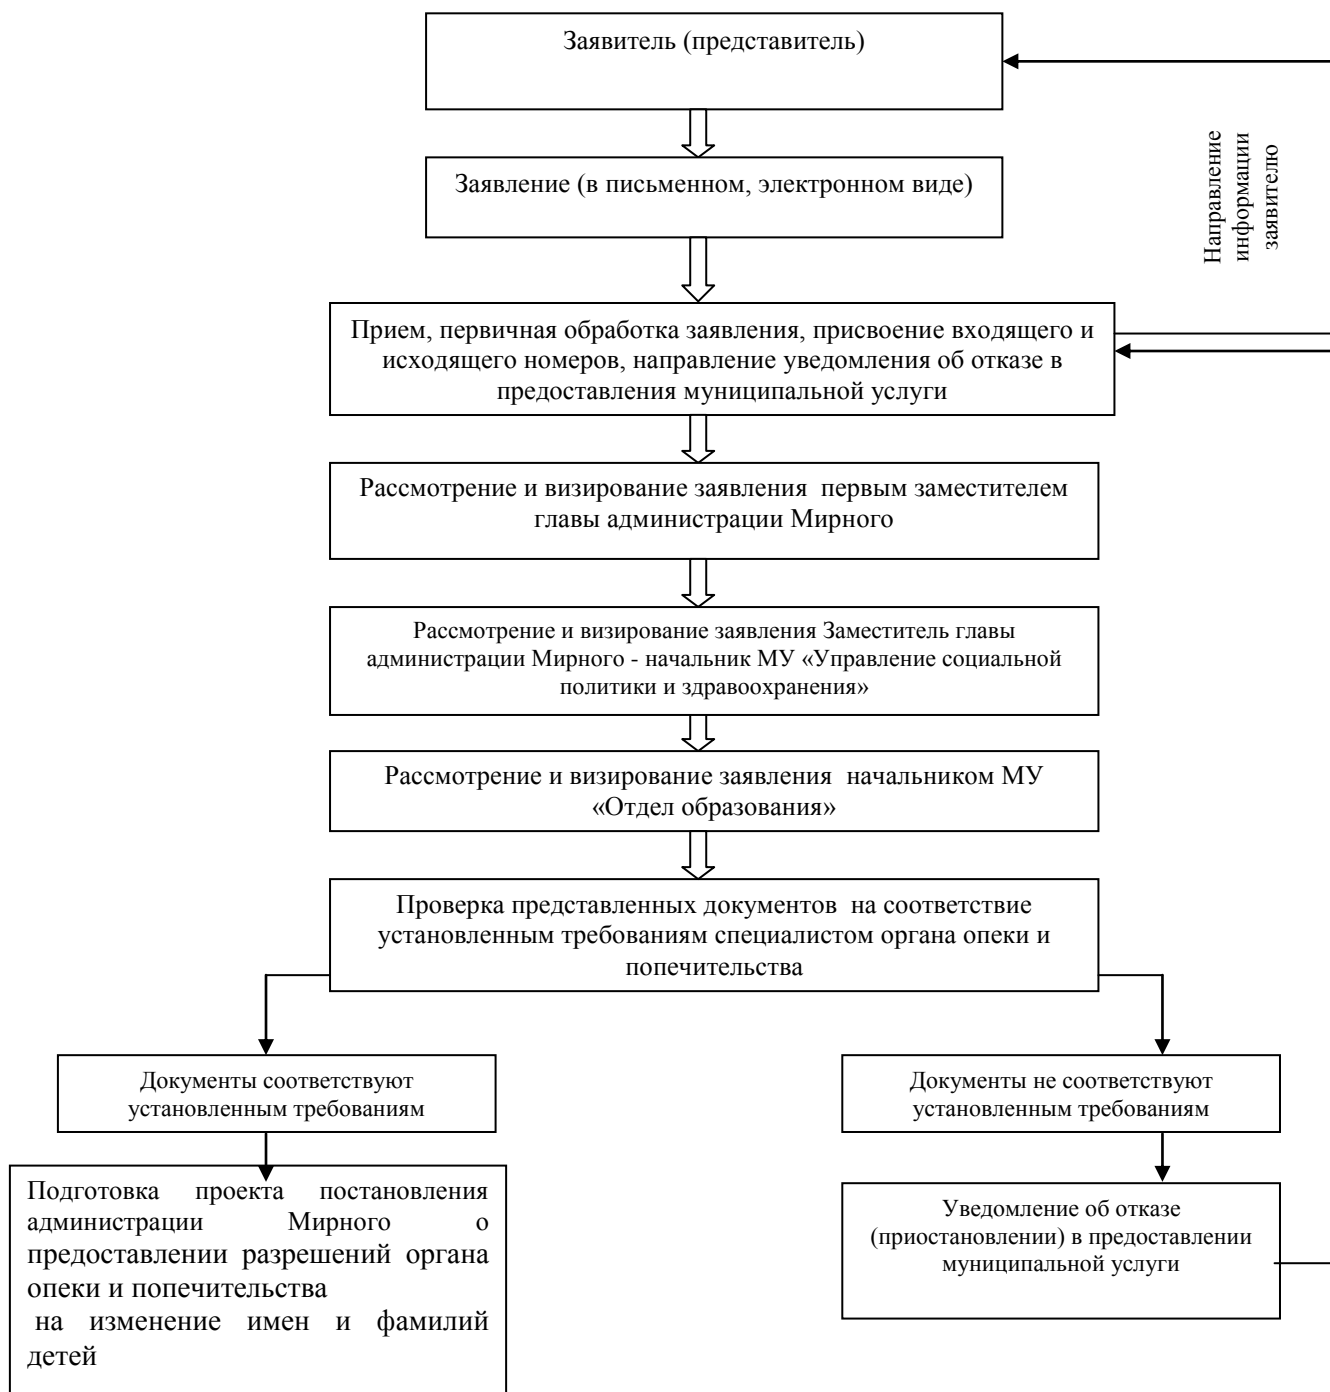 Заявитель (представитель)
Заявление (в письменном, электронном виде)
Направление
информации
заявителю
Прием, первичная обработка заявления, присвоение входящего и
исходящего номеров, направление уведомления об отказе в
предоставления муниципальной услуги
Рассмотрение и визирование заявления первым заместителем
главы администрации Мирного
Рассмотрение и визирование заявления Заместитель главы
администрации Мирного - начальник МУ «Управление социальной
политики и здравоохранения»
Рассмотрение и визирование заявления начальником МУ
«Отдел образования»
Проверка представленных документов на соответствие
установленным требованиям специалистом органа опеки и
попечительства
Документы соответствуют
установленным требованиям
Документы не соответствуют
установленным требованиям
Подготовка проекта постановления
администрации Мирного о
предоставлении разрешений органа
опеки и попечительства
на изменение имен и фамилий
детей
Уведомление об отказе
(приостановлении) в предоставлении
муниципальной услуги